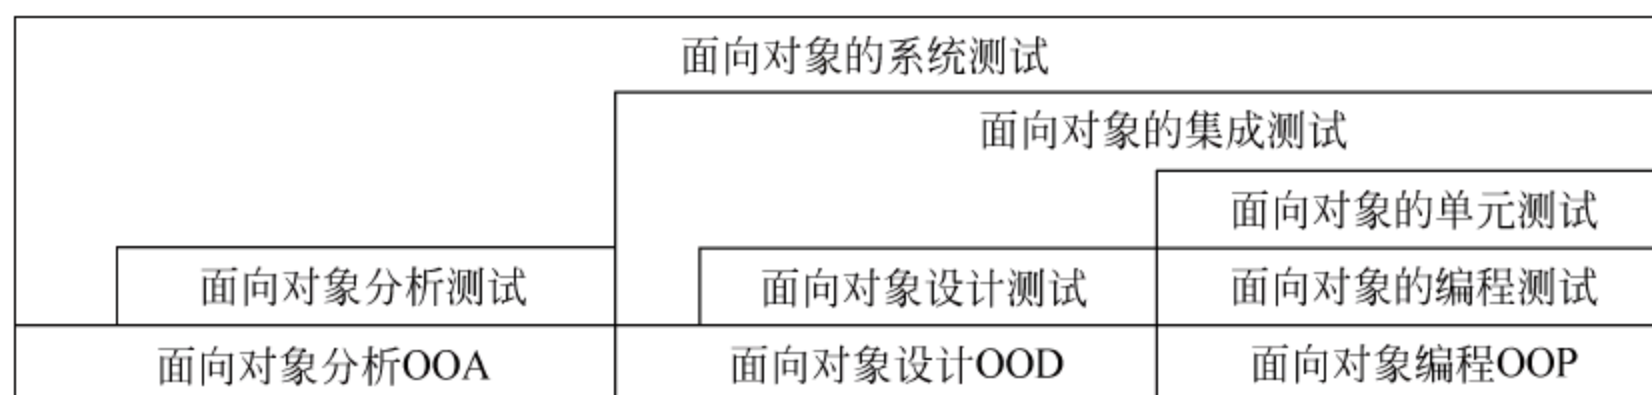 面向对象的系统测试
面向对象的集成测试
面向对象的单元测试
面向对象分析测试
面向对象设计测试
面向对象的编程测试
面向对象分析OOA
面向对象设计OOD
面向对象编程OOP